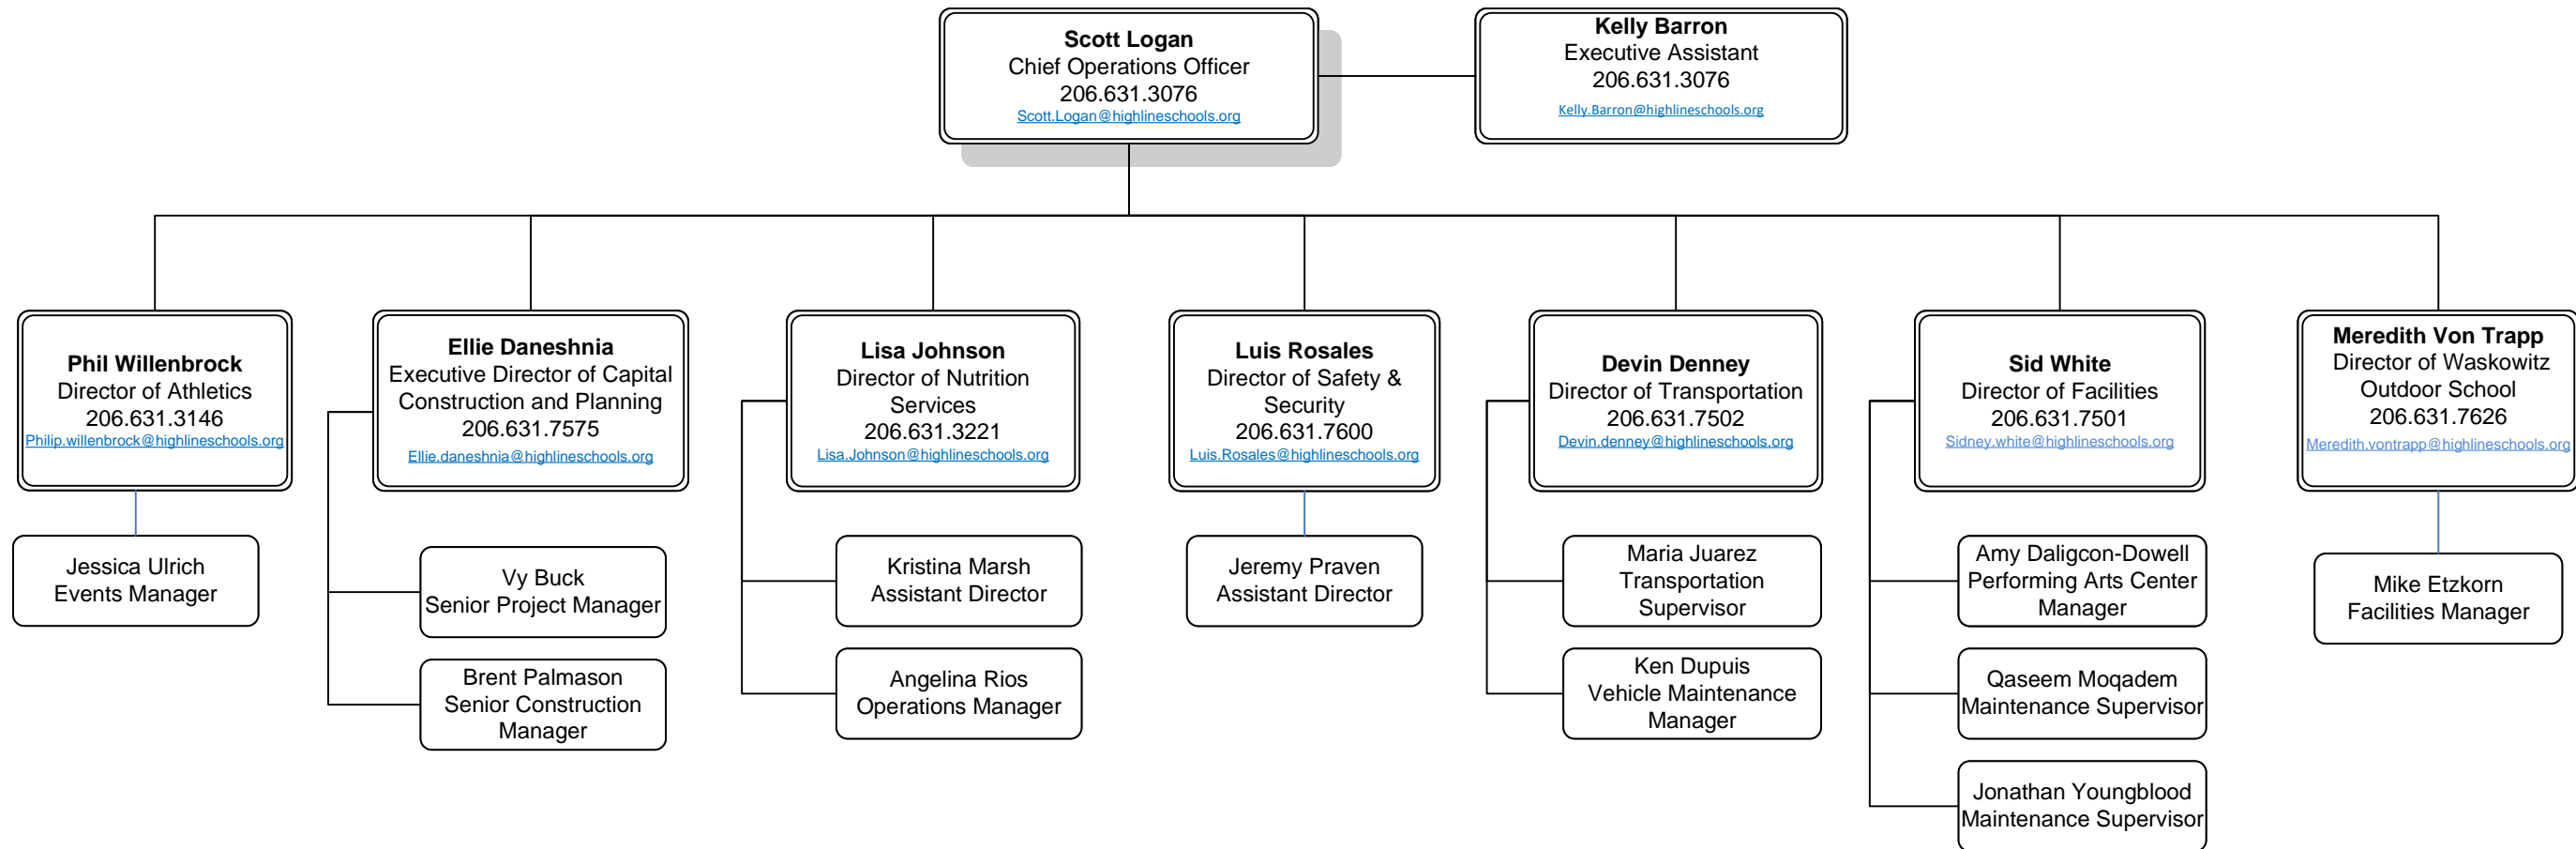 Scott Logan
Chief Operations Officer
206.631.3076
Scott.Logan@highlineschools.org
Kelly Barron
Executive Assistant
206.631.3076
Kelly.Barron@highlineschools.org
Phil Willenbrock
Director of Athletics
206.631.3146
Philip.willenbrock@highlineschools.org
Ellie Daneshnia
Executive Director of Capital
Construction and Planning
206.631.7575
Ellie.daneshnia@highlineschools.org
Lisa Johnson
Director of Nutrition
Services
206.631.3221
Lisa.Johnson@highlineschools.org
Luis Rosales
Director of Safety &
Security
206.631.7600
Luis.Rosales@highlineschools.org
Devin Denney
Director of Transportation
206.631.7502
Devin.denney@highlineschools.org
Sid White
Director of Facilities
206.631.7501
Sidney.white@highlineschools.org
Meredith Von Trapp
Director of Waskowitz
Outdoor School
206.631.7626
Meredith.vontrapp@highlineschools.org
Jessica Ulrich
Events Manager
Vy Buck
Senior Project Manager
Brent Palmason
Senior Construction
Manager
Kristina Marsh
Assistant Director
Angelina Rios
Operations Manager
Jeremy Praven
Assistant Director
Maria Juarez
Transportation
Supervisor
Ken Dupuis
Vehicle Maintenance
Manager
Amy Daligcon-Dowell
Performing Arts Center
Manager
Qaseem Moqadem
Maintenance Supervisor
Jonathan Youngblood
Maintenance Supervisor
Mike Etzkorn
Facilities Manager